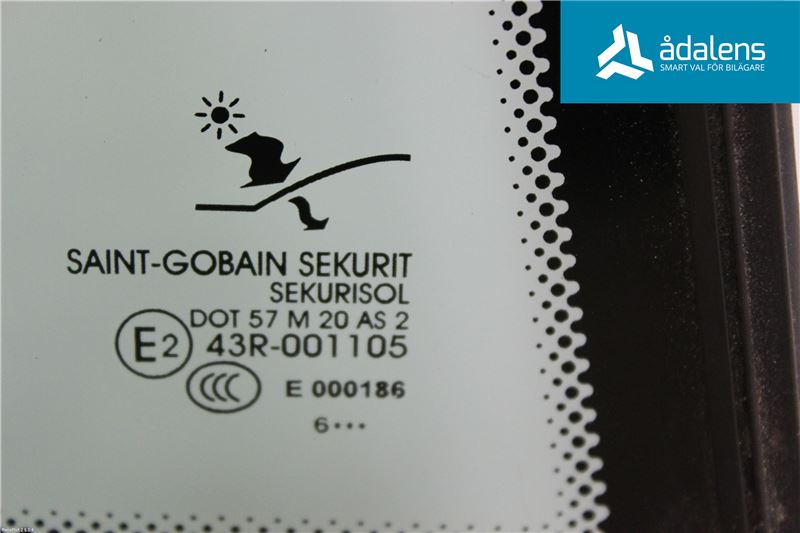 ådalens
SMART VAL FÖR BILÄGARE
SAINT-GOBAIN SEKURIT
SEKURISOL
DOT 57 M 20 AS 2
E2 43R-001105
CCC E 000186
6•••